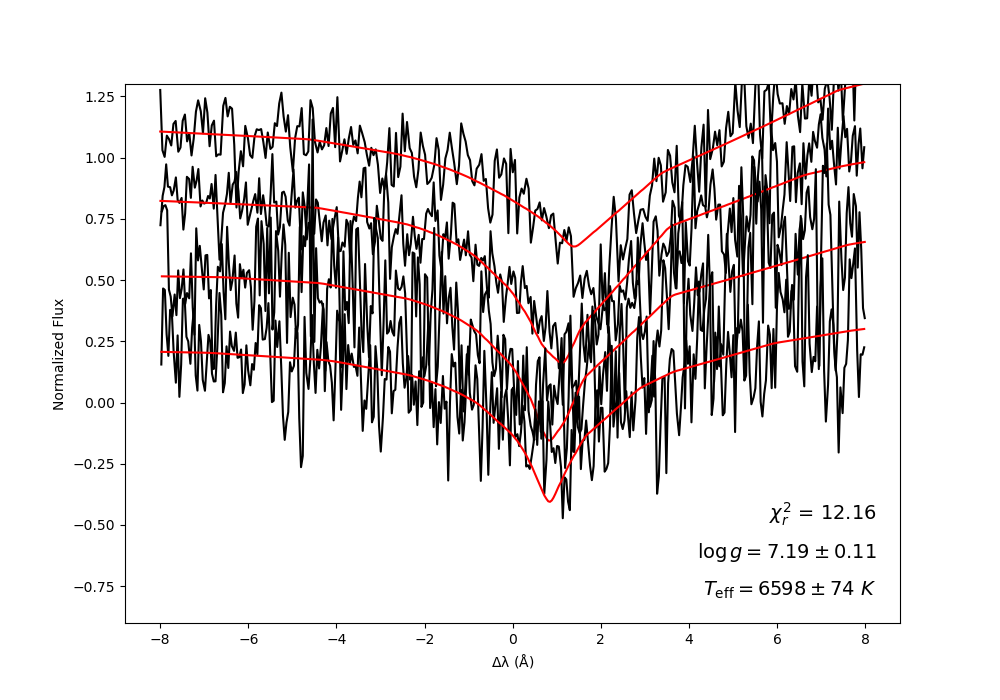 1.25
1.00
0.75
0.50
0.25
0.00
−0.25
−0.50
−0.75
Normalized Flux
χ²ᵣ = 12.16
log g = 7.19 ± 0.11
T_eff = 6598 ± 74 K
−8 −6 −4 −2 0 2 4 6 8
Δλ (Å)